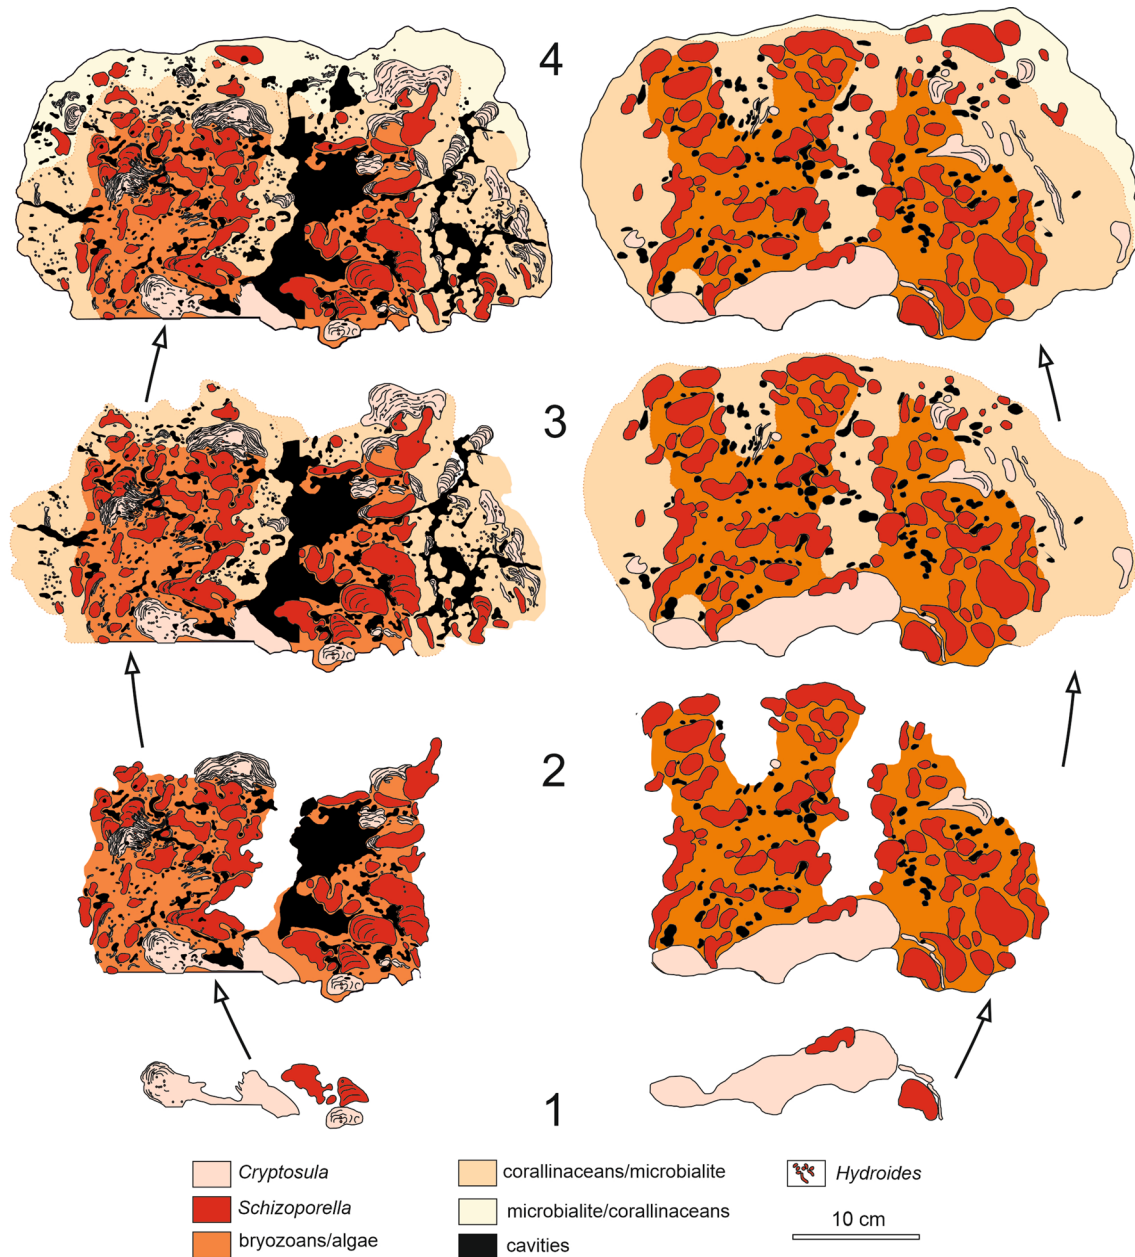 4
3
2
1
Cryptosula
corallinaceans/microbialite
Hydroides
Schizoporella
microbialite/corallinaceans
10 cm
bryozoans/algae
cavities